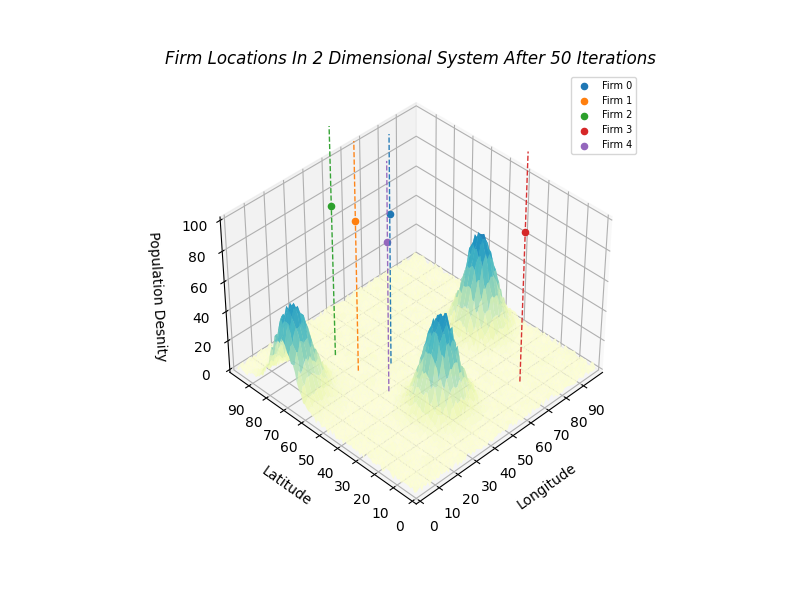 Firm Locations In 2 Dimensional System After 50 Iterations
Firm 0
Firm 1
Firm 2
Firm 3
Firm 4
100
80
60
40
20
0
Population Desnity
90
80
70
60
50
40
30
20
10
0
Latitude
0
10
20
30
40
50
60
70
80
90
Longitude